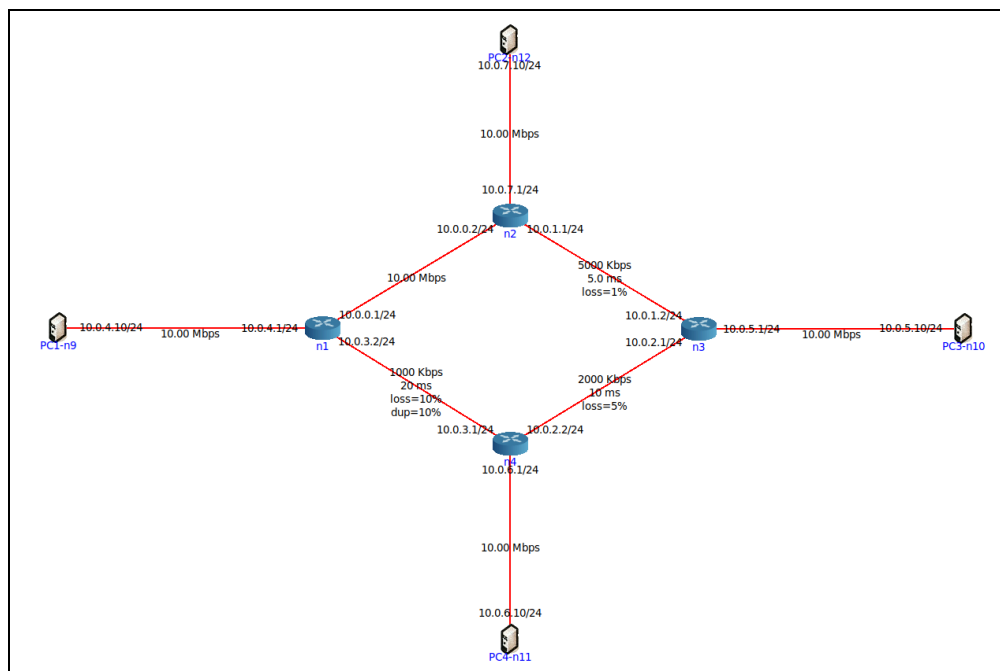 PC2-n12
10.0.7.10/24
10.00 Mbps
10.0.7.1/24
10.0.0.2/24
10.0.1.1/24
n2
5000 Kbps
5.0 ms
loss=1%
10.00 Mbps
10.0.0.1/24
10.0.1.2/24
10.0.4.10/24
10.00 Mbps
10.0.4.1/24
10.0.5.1/24
10.00 Mbps
10.0.5.10/24
PC1-n9
n1
10.0.3.2/24
10.0.2.1/24
n3
PC3-n10
1000 Kbps
20 ms
loss=10%
dup=10%
2000 Kbps
10 ms
loss=5%
10.0.3.1/24
10.0.2.2/24
n4
10.0.6.1/24
10.00 Mbps
10.0.6.10/24
PC4-n11